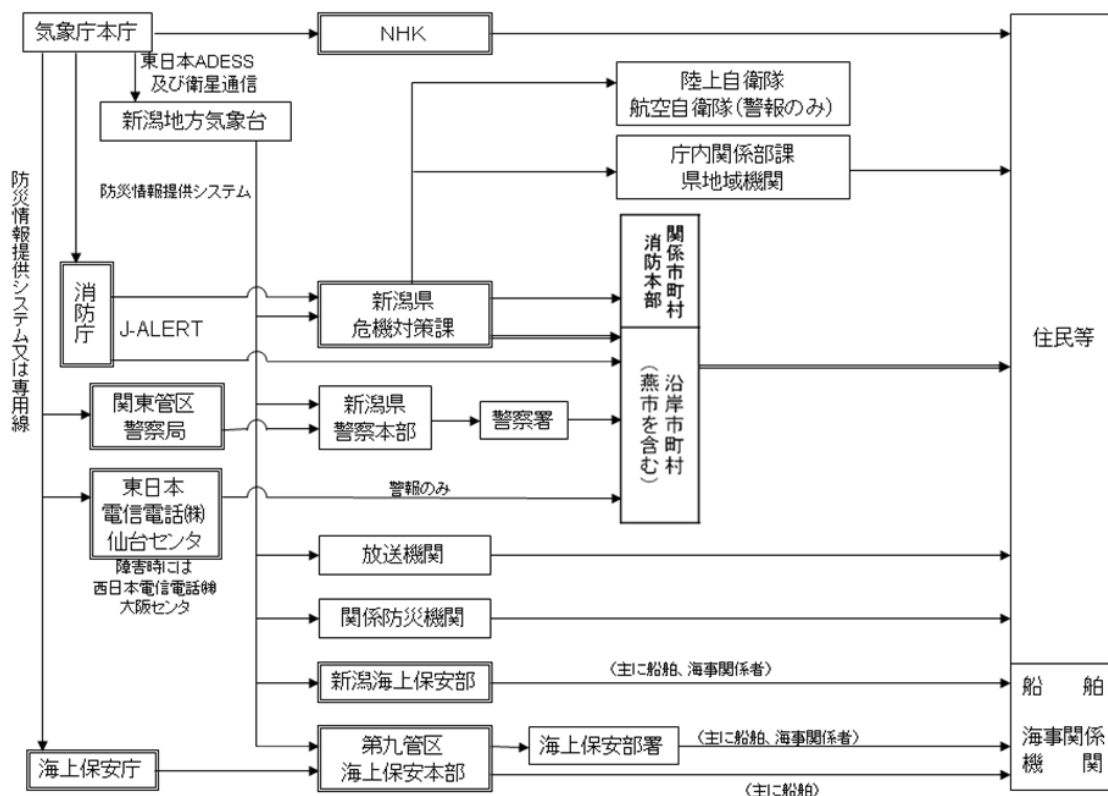 気象庁本庁
NHK
東日本ADESS
及び衛星通信
新潟地方気象台
陸上自衛隊
航空自衛隊(警報のみ)
庁内関係部課
県地域機関
防災情報提供システム
防災情報提供システム又は専用線
消防庁
J-ALERT
新潟県
危機対策課
関係市町村
消防本部
沿岸市町村
(燕市を含む)
住民等
関東管区
警察局
新潟県
警察本部
警察署
東日本
電信電話㈱
仙台センタ
障害時には
西日本電信電話㈱
大阪センタ
警報のみ
放送機関
関係防災機関
新潟海上保安部
(主に船舶、海事関係者)
船 舶
海事関係
機 関
第九管区
海上保安本部
海上保安部署
(主に船舶、海事関係者)
海上保安庁
(主に船舶)